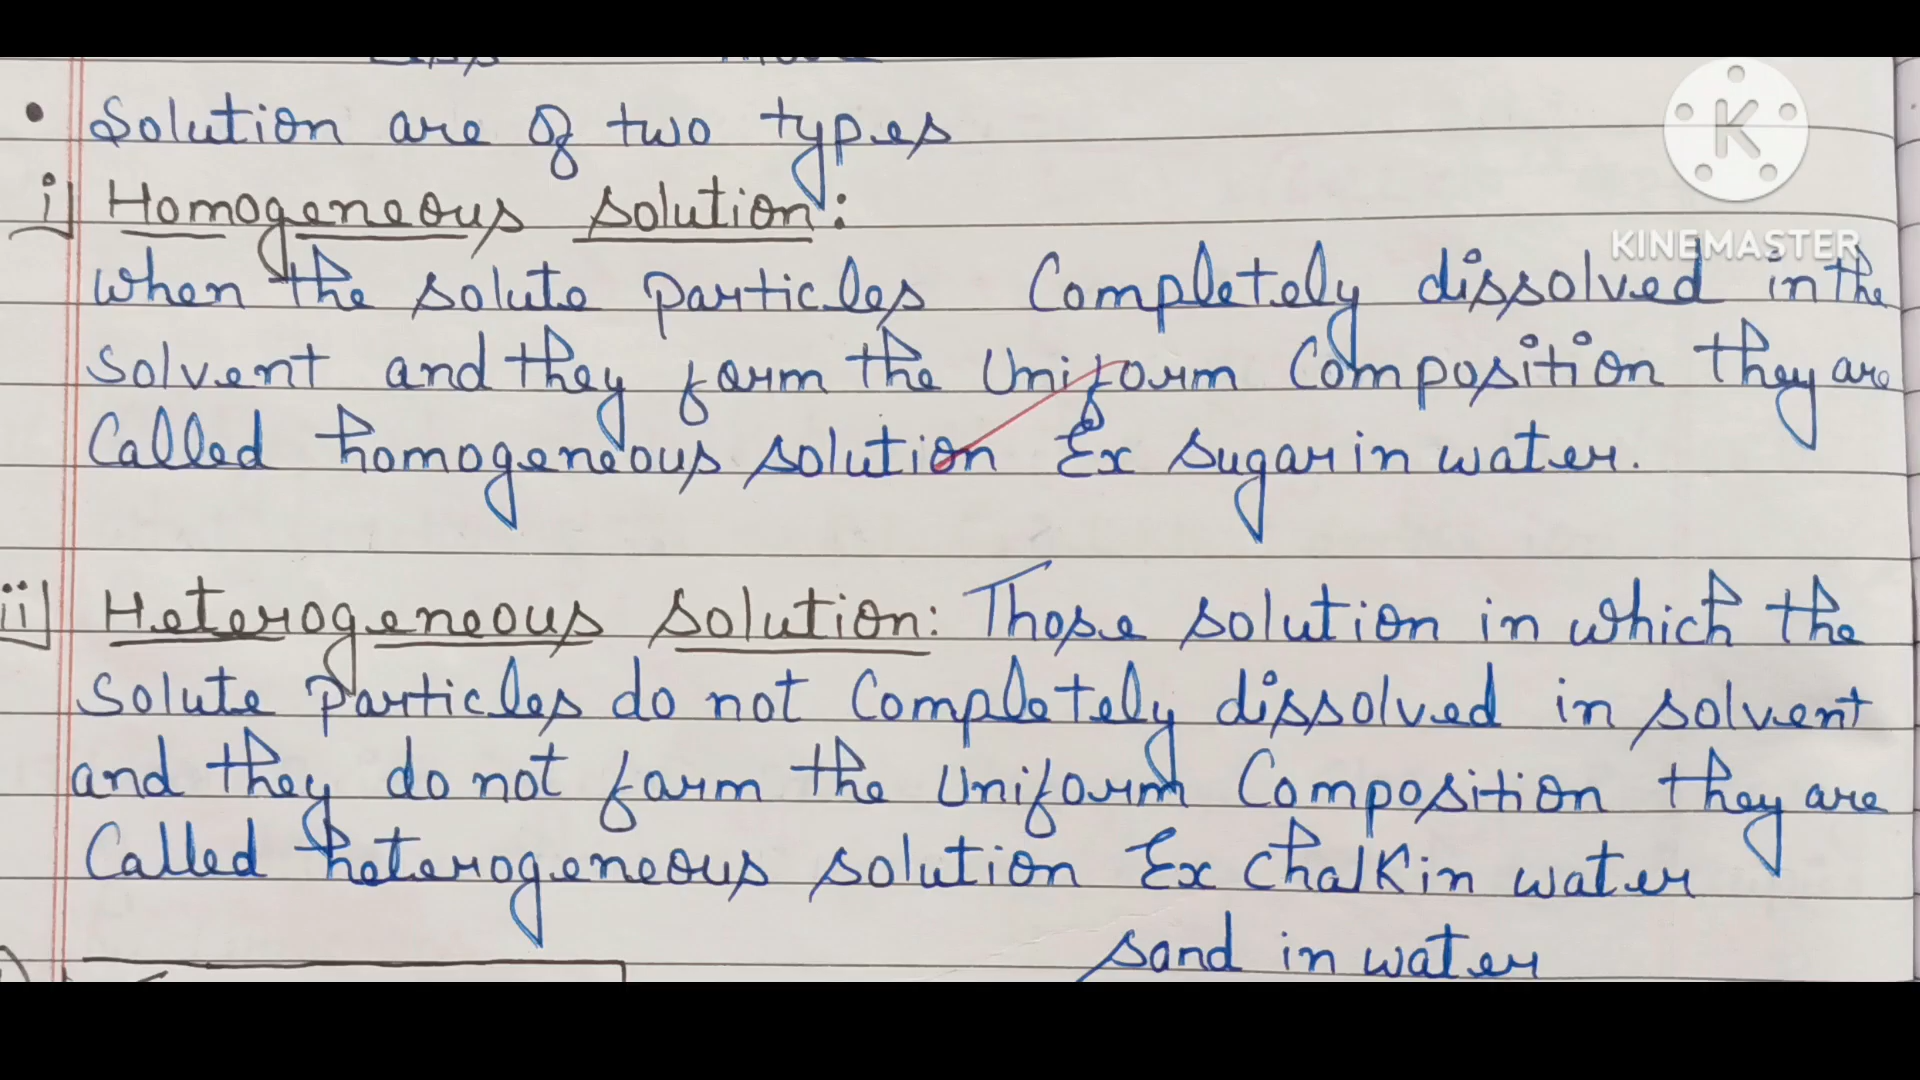 • Solution are of two types
i) Homogeneous solution:
KINEMASTER
when the solute particles Completely dissolved in the
solvent and they form the Uniform Composition they are
Called homogeneous solution Ex sugar in water.
ii) Heterogeneous solution: Those solution in which the
solute particles do not Completely dissolved in solvent
and they do not form the Uniform Composition they are
Called heterogeneous solution Ex Chalk in water
sand in water